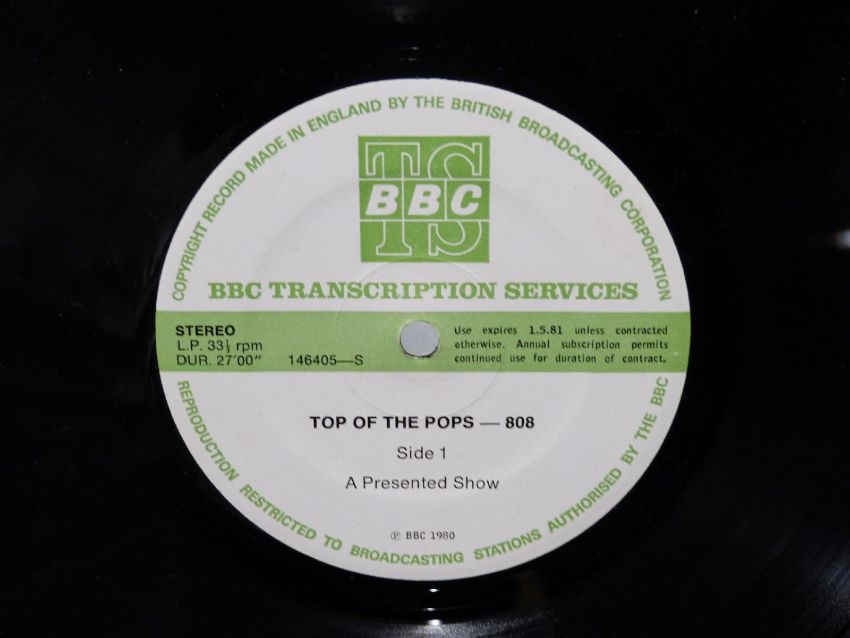 COPYRIGHT RECORD MADE IN ENGLAND BY THE BRITISH BROADCASTING CORPORATION
TS
BBC
BBC TRANSCRIPTION SERVICES
STEREO
L.P. 33⅓ rpm
DUR. 27'00" 146405—S
Use expires 1.5.81 unless contracted
otherwise. Annual subscription permits
continued use for duration of contract.
TOP OF THE POPS — 808
Side 1
A Presented Show
℗ BBC 1980
REPRODUCTION RESTRICTED TO BROADCASTING STATIONS AUTHORISED BY THE BBC